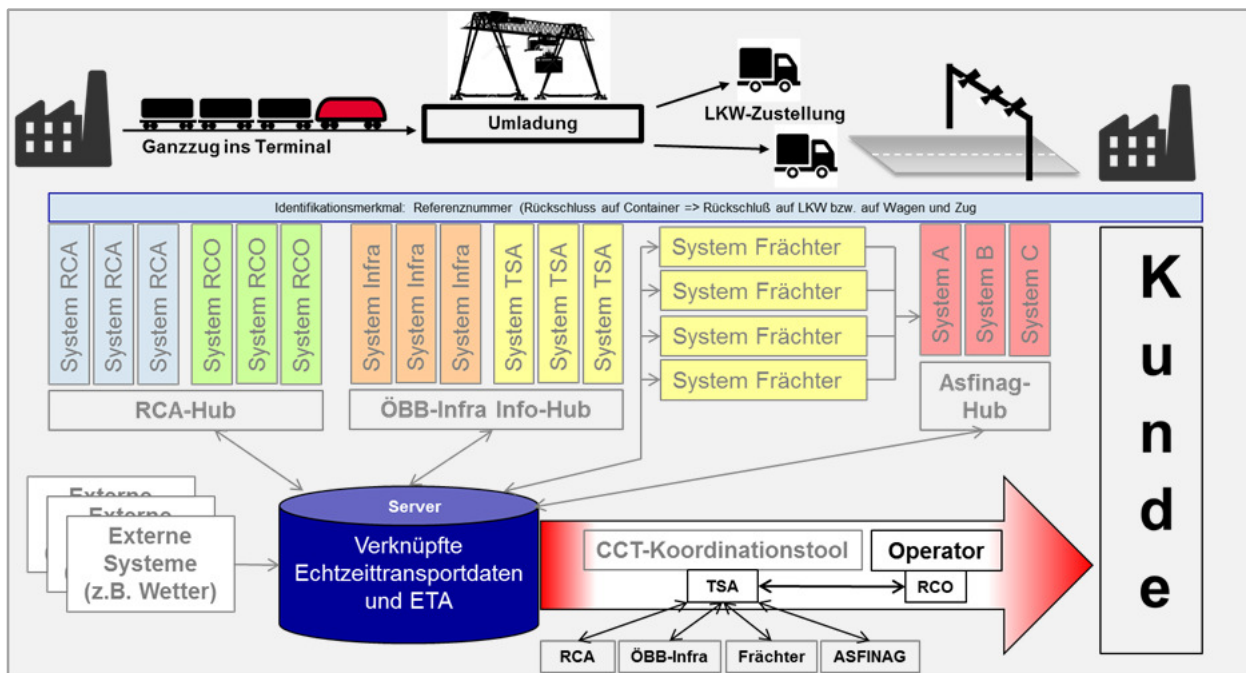 Ganzzug ins Terminal
Umladung
LKW-Zustellung
Identifikationsmerkmal: Referenznummer (Rückschluss auf Container => Rückschluß auf LKW bzw. auf Wagen und Zug
System RCA
System RCA
System RCA
System RCO
System RCO
System RCO
System Infra
System Infra
System Infra
System TSA
System TSA
System TSA
System Frächter
System Frächter
System Frächter
System Frächter
System A
System B
System C
RCA-Hub
ÖBB-Infra Info-Hub
Asfinag-
Hub
Kunde
Externe
Externe
Externe
Systeme
(z.B. Wetter)
Server
Verknüpfte
Echtzeittransportdaten
und ETA
CCT-Koordinationstool
Operator
TSA
RCO
RCA
ÖBB-Infra
Frächter
ASFINAG